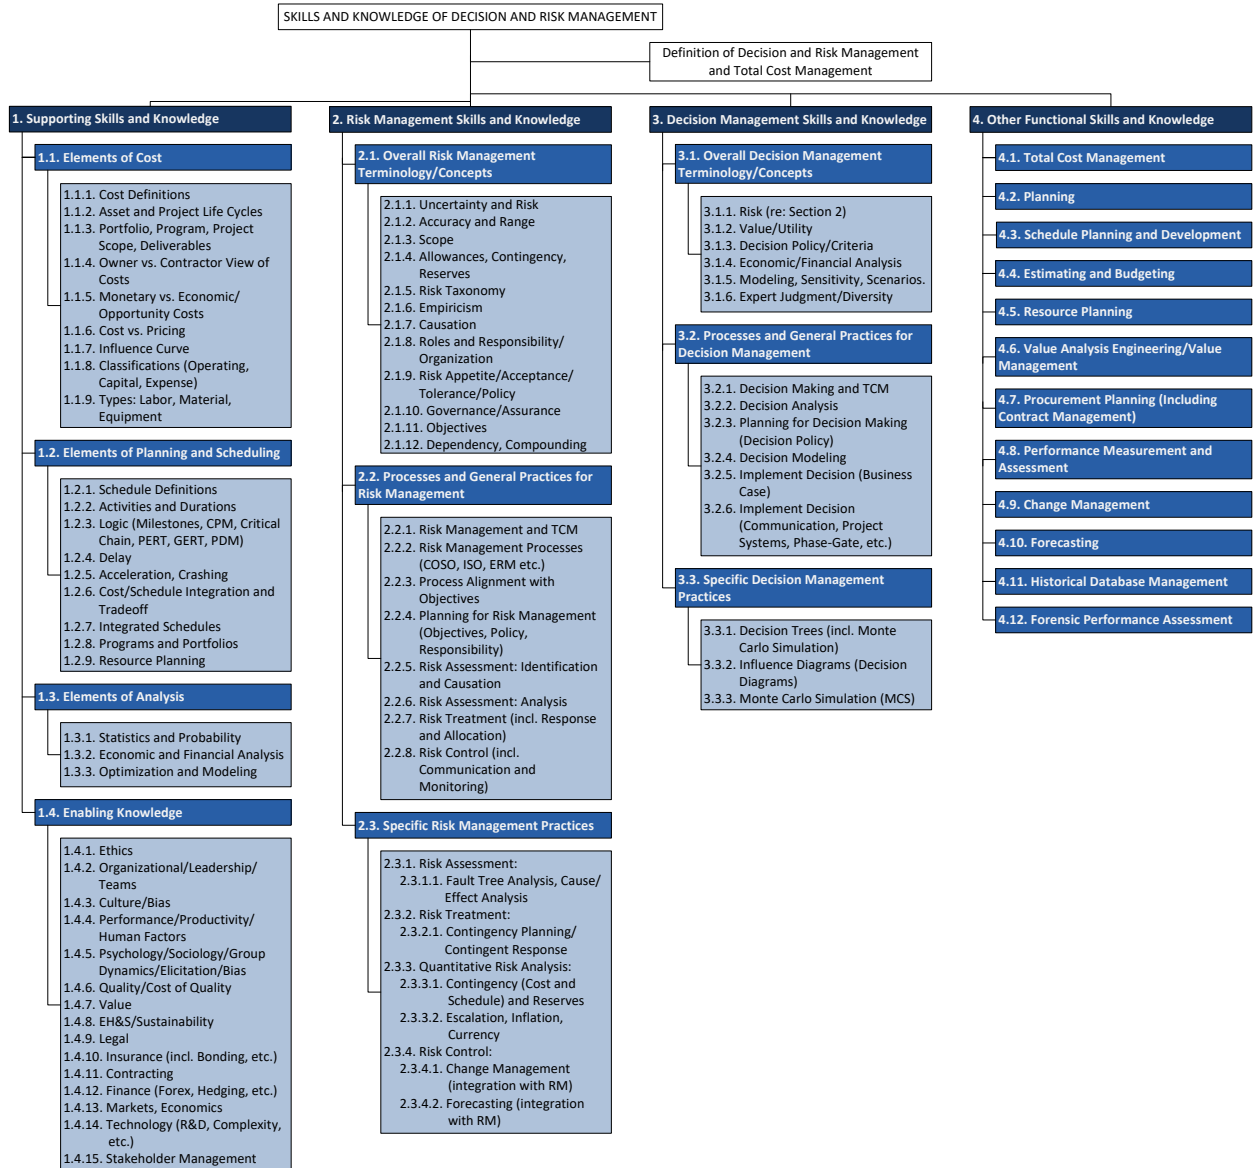 SKILLS AND KNOWLEDGE OF DECISION AND RISK MANAGEMENT
Definition of Decision and Risk Management
and Total Cost Management
1. Supporting Skills and Knowledge
1.1. Elements of Cost
1.1.1. Cost Definitions
1.1.2. Asset and Project Life Cycles
1.1.3. Portfolio, Program, Project
Scope, Deliverables
1.1.4. Owner vs. Contractor View of
Costs
1.1.5. Monetary vs. Economic/
Opportunity Costs
1.1.6. Cost vs. Pricing
1.1.7. Influence Curve
1.1.8. Classifications (Operating,
Capital, Expense)
1.1.9. Types: Labor, Material,
Equipment
1.2. Elements of Planning and Scheduling
1.2.1. Schedule Definitions
1.2.2. Activities and Durations
1.2.3. Logic (Milestones, CPM, Critical
Chain, PERT, GERT, PDM)
1.2.4. Delay
1.2.5. Acceleration, Crashing
1.2.6. Cost/Schedule Integration and
Tradeoff
1.2.7. Integrated Schedules
1.2.8. Programs and Portfolios
1.2.9. Resource Planning
1.3. Elements of Analysis
1.3.1. Statistics and Probability
1.3.2. Economic and Financial Analysis
1.3.3. Optimization and Modeling
1.4. Enabling Knowledge
1.4.1. Ethics
1.4.2. Organizational/Leadership/
Teams
1.4.3. Culture/Bias
1.4.4. Performance/Productivity/
Human Factors
1.4.5. Psychology/Sociology/Group
Dynamics/Elicitation/Bias
1.4.6. Quality/Cost of Quality
1.4.7. Value
1.4.8. EH&S/Sustainability
1.4.9. Legal
1.4.10. Insurance (incl. Bonding, etc.)
1.4.11. Contracting
1.4.12. Finance (Forex, Hedging, etc.)
1.4.13. Markets, Economics
1.4.14. Technology (R&D, Complexity,
etc.)
1.4.15. Stakeholder Management
2. Risk Management Skills and Knowledge
2.1. Overall Risk Management
Terminology/Concepts
2.1.1. Uncertainty and Risk
2.1.2. Accuracy and Range
2.1.3. Scope
2.1.4. Allowances, Contingency,
Reserves
2.1.5. Risk Taxonomy
2.1.6. Empiricism
2.1.7. Causation
2.1.8. Roles and Responsibility/
Organization
2.1.9. Risk Appetite/Acceptance/
Tolerance/Policy
2.1.10. Governance/Assurance
2.1.11. Objectives
2.1.12. Dependency, Compounding
2.2. Processes and General Practices for
Risk Management
2.2.1. Risk Management and TCM
2.2.2. Risk Management Processes
(COSO, ISO, ERM etc.)
2.2.3. Process Alignment with
Objectives
2.2.4. Planning for Risk Management
(Objectives, Policy,
Responsibility)
2.2.5. Risk Assessment: Identification
and Causation
2.2.6. Risk Assessment: Analysis
2.2.7. Risk Treatment (incl. Response
and Allocation)
2.2.8. Risk Control (incl.
Communication and
Monitoring)
2.3. Specific Risk Management Practices
2.3.1. Risk Assessment:
2.3.1.1. Fault Tree Analysis, Cause/
Effect Analysis
2.3.2. Risk Treatment:
2.3.2.1. Contingency Planning/
Contingent Response
2.3.3. Quantitative Risk Analysis:
2.3.3.1. Contingency (Cost and
Schedule) and Reserves
2.3.3.2. Escalation, Inflation,
Currency
2.3.4. Risk Control:
2.3.4.1. Change Management
(integration with RM)
2.3.4.2. Forecasting (integration
with RM)
3. Decision Management Skills and Knowledge
3.1. Overall Decision Management
Terminology/Concepts
3.1.1. Risk (re: Section 2)
3.1.2. Value/Utility
3.1.3. Decision Policy/Criteria
3.1.4. Economic/Financial Analysis
3.1.5. Modeling, Sensitivity, Scenarios.
3.1.6. Expert Judgment/Diversity
3.2. Processes and General Practices for
Decision Management
3.2.1. Decision Making and TCM
3.2.2. Decision Analysis
3.2.3. Planning for Decision Making
(Decision Policy)
3.2.4. Decision Modeling
3.2.5. Implement Decision (Business
Case)
3.2.6. Implement Decision
(Communication, Project
Systems, Phase-Gate, etc.)
3.3. Specific Decision Management
Practices
3.3.1. Decision Trees (incl. Monte
Carlo Simulation)
3.3.2. Influence Diagrams (Decision
Diagrams)
3.3.3. Monte Carlo Simulation (MCS)
4. Other Functional Skills and Knowledge
4.1. Total Cost Management
4.2. Planning
4.3. Schedule Planning and Development
4.4. Estimating and Budgeting
4.5. Resource Planning
4.6. Value Analysis Engineering/Value
Management
4.7. Procurement Planning (Including
Contract Management)
4.8. Performance Measurement and
Assessment
4.9. Change Management
4.10. Forecasting
4.11. Historical Database Management
4.12. Forensic Performance Assessment